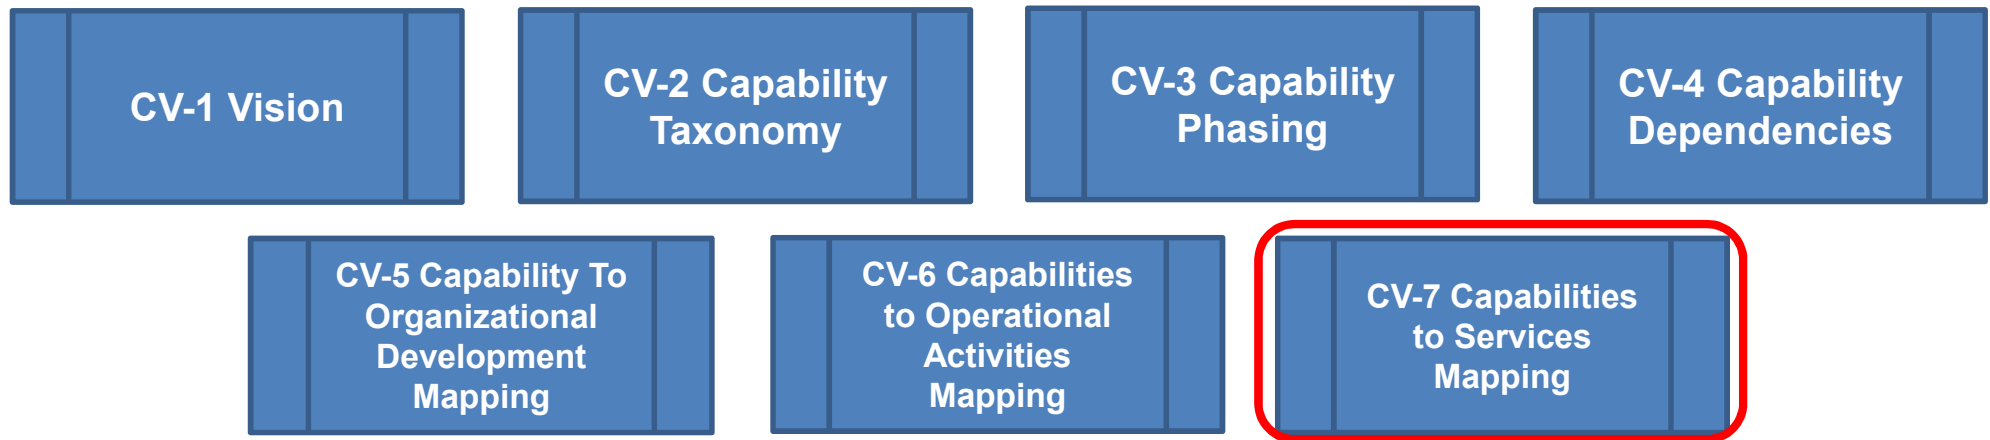 CV-1 Vision
CV-2 Capability
Taxonomy
CV-3 Capability
Phasing
CV-4 Capability
Dependencies
CV-5 Capability To
Organizational
Development
Mapping
CV-6 Capabilities
to Operational
Activities
Mapping
CV-7 Capabilities
to Services
Mapping